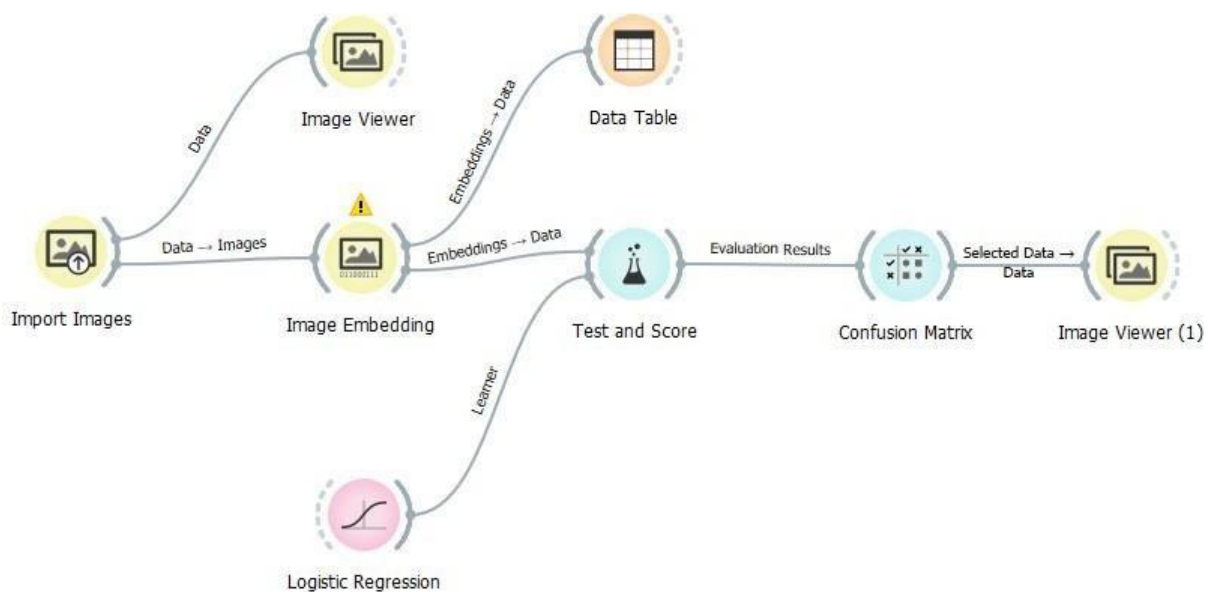 Image Viewer
Data Table
Data
Embeddings → Data
Data → Images
Embeddings → Data
Evaluation Results
Selected Data →
Data
011000111
Import Images
Image Embedding
Test and Score
Confusion Matrix
Image Viewer (1)
Learner
Logistic Regression